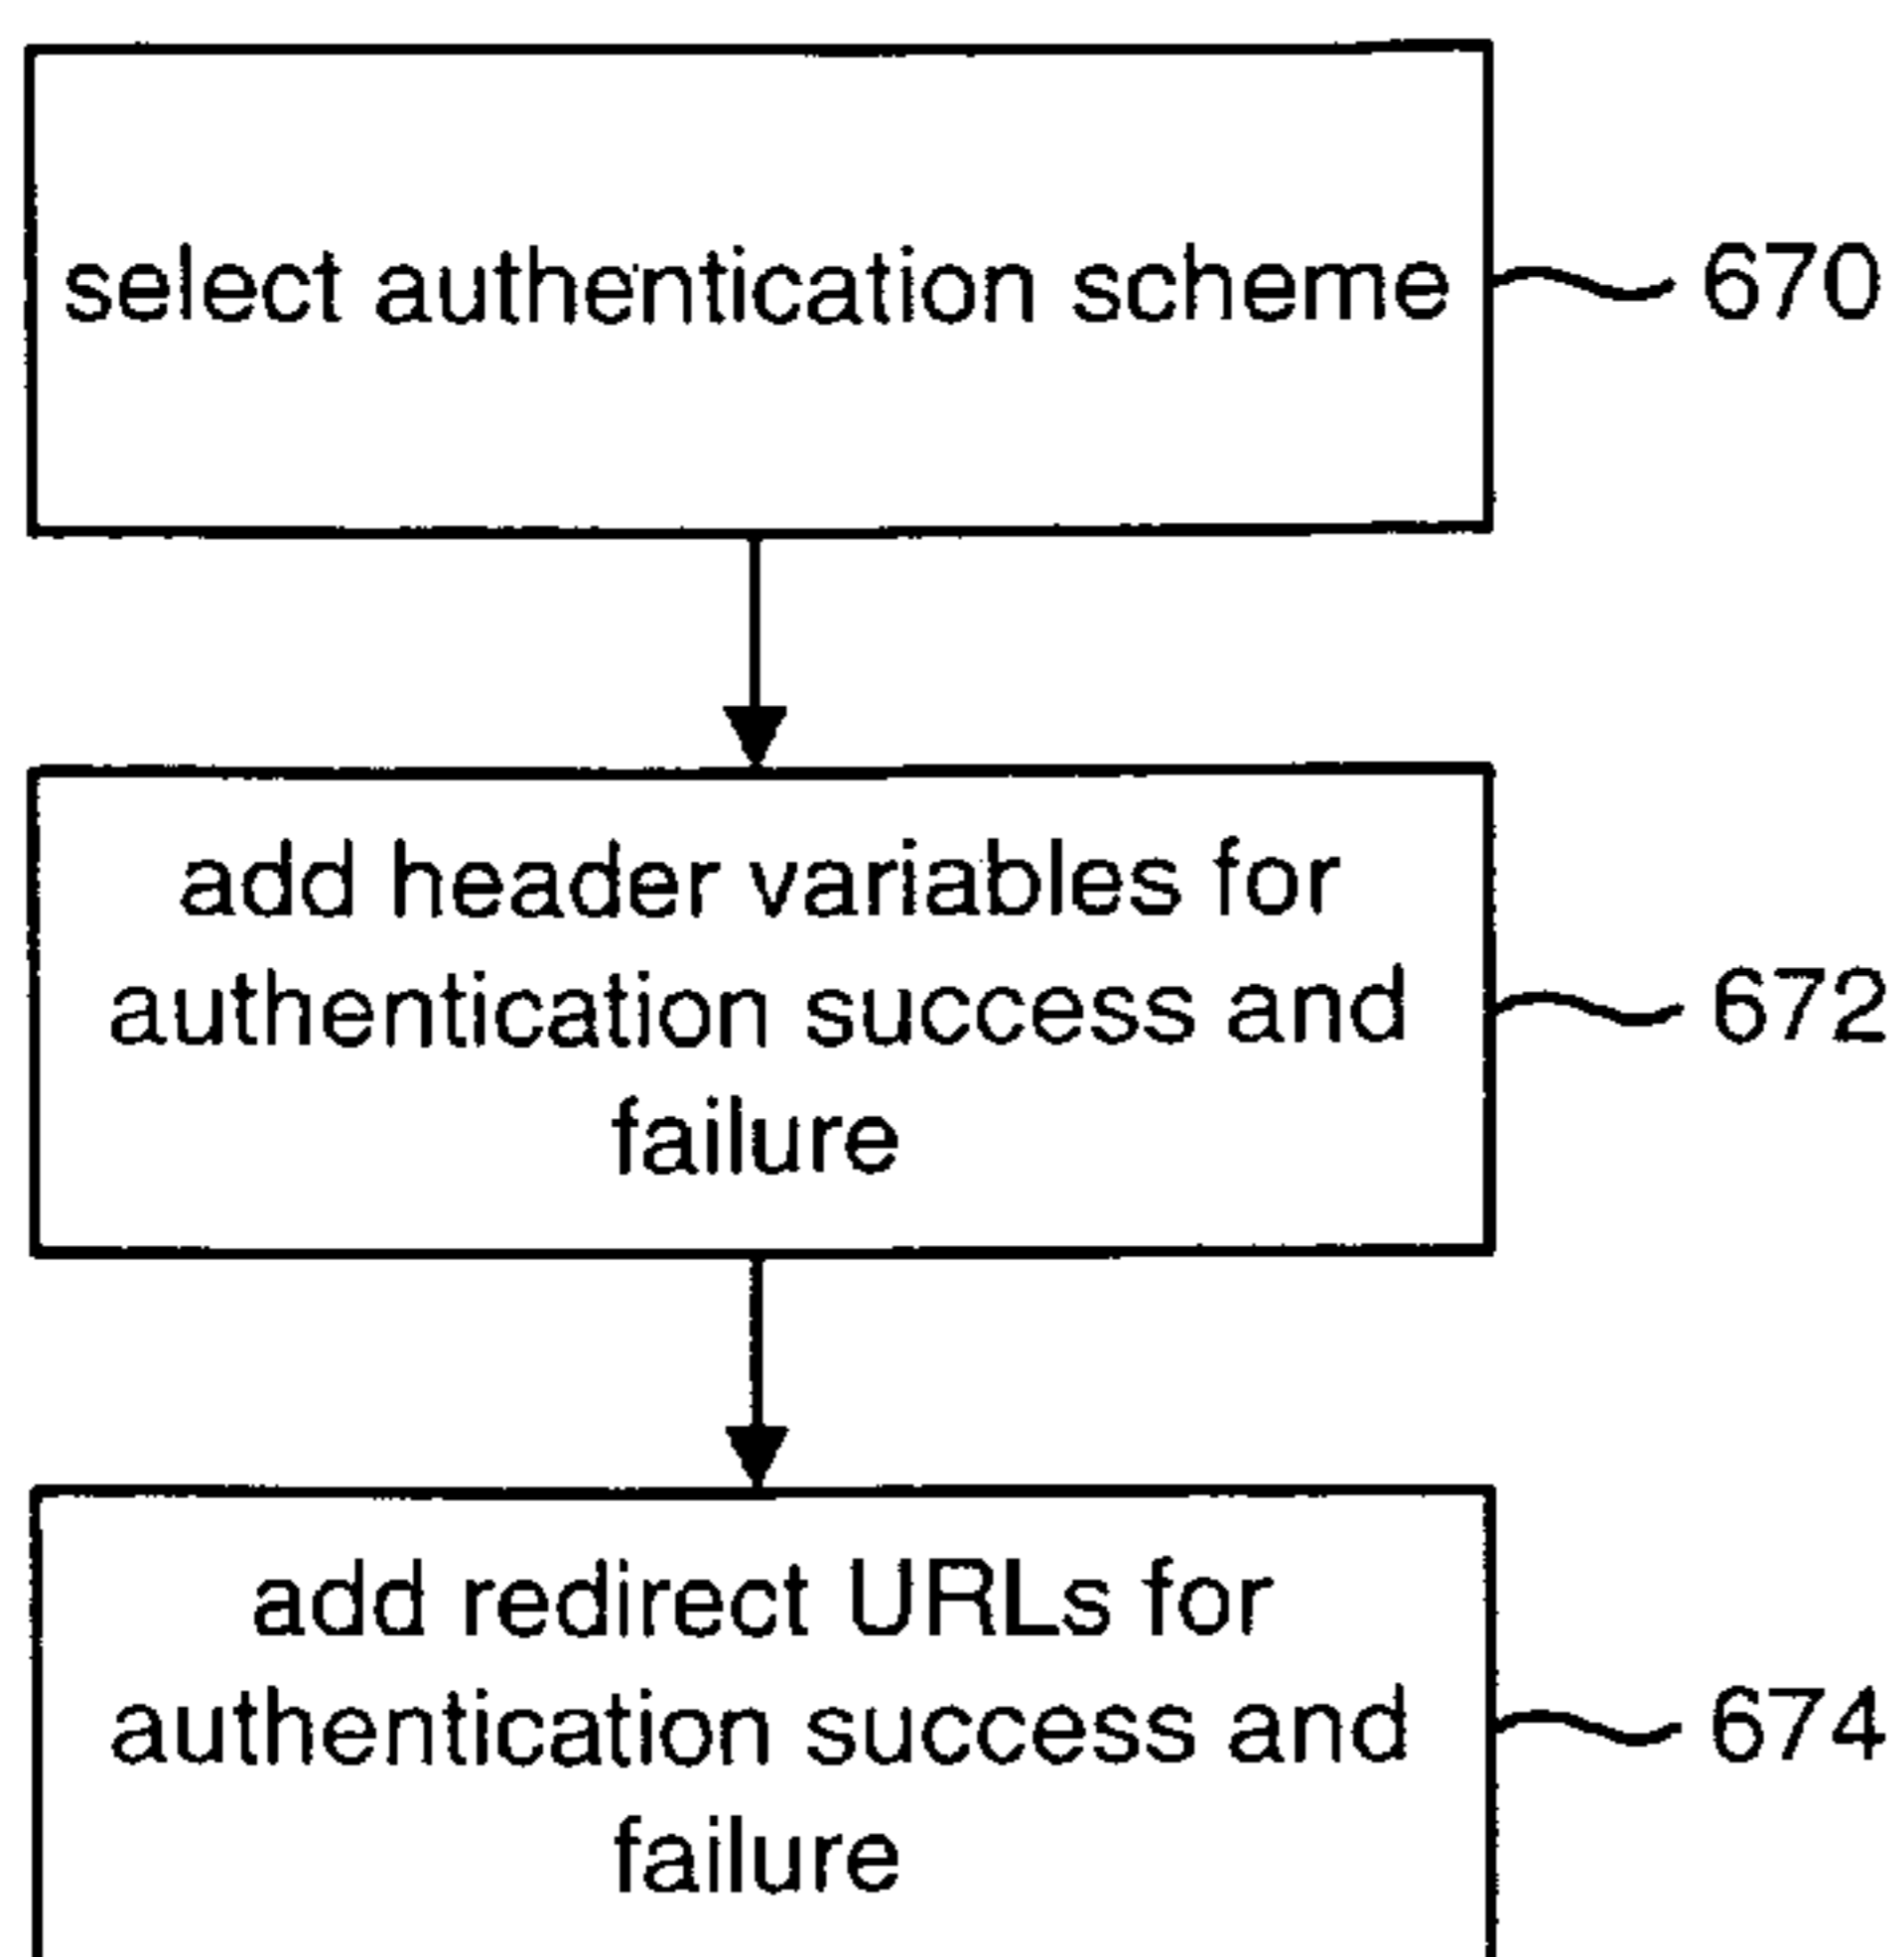 select authentication scheme
670
add header variables for
authentication success and
failure
672
add redirect URLs for
authentication success and
failure
674